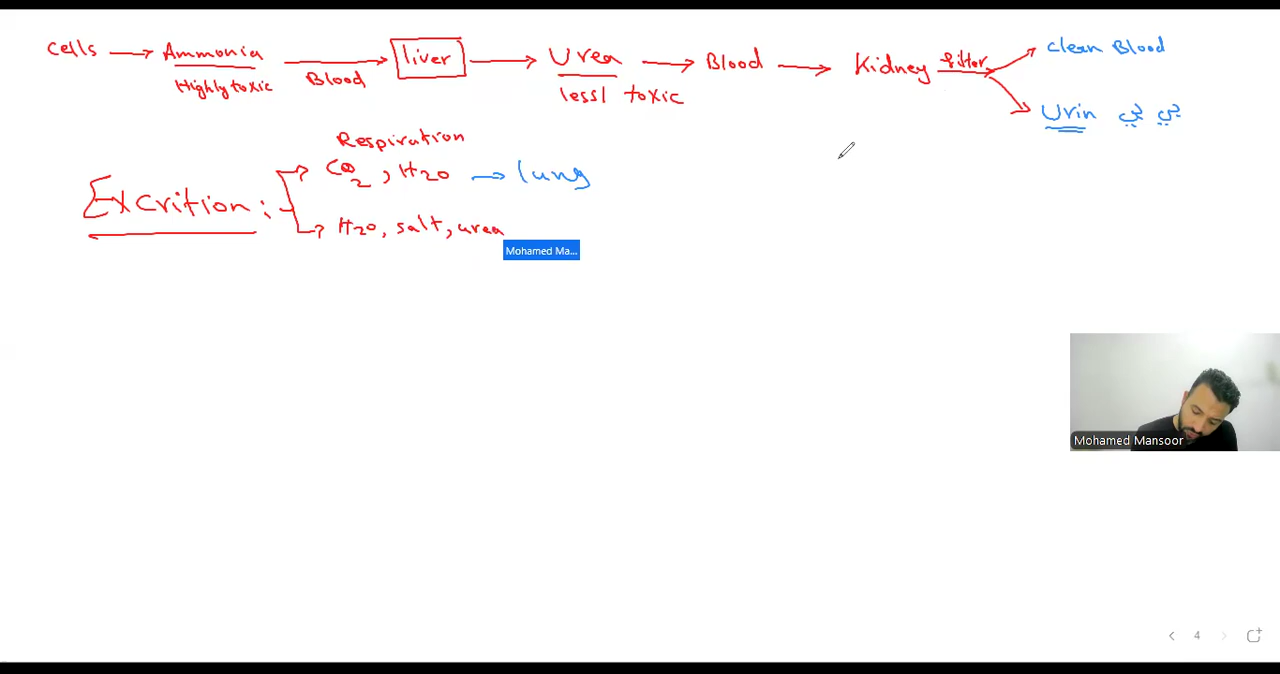 cells → Ammonia → liver → Urea → Blood → Kidney filter → clean Blood
Highly toxic Blood lessl toxic Urin بي بي
Respiration
CO2, H2O → lung
Excrition:
H2O, salt, urea
Mohamed Ma...
Mohamed Mansoor
4